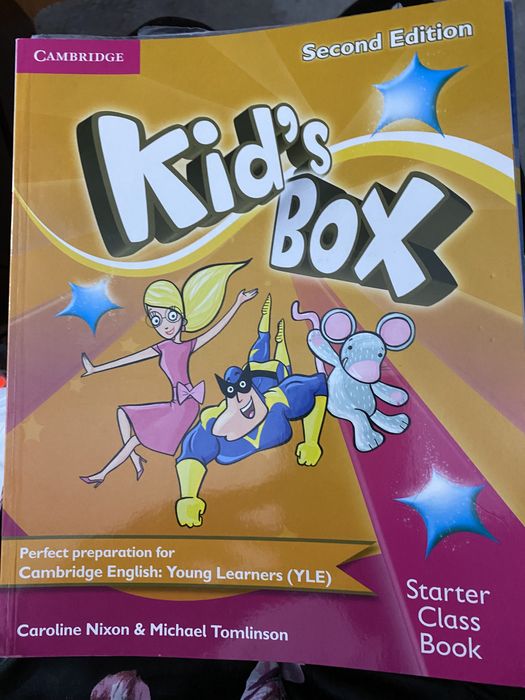 CAMBRIDGE
Second Edition
Kid's
BOX
Perfect preparation for
Cambridge English: Young Learners (YLE)
Caroline Nixon & Michael Tomlinson
Starter
Class
Book